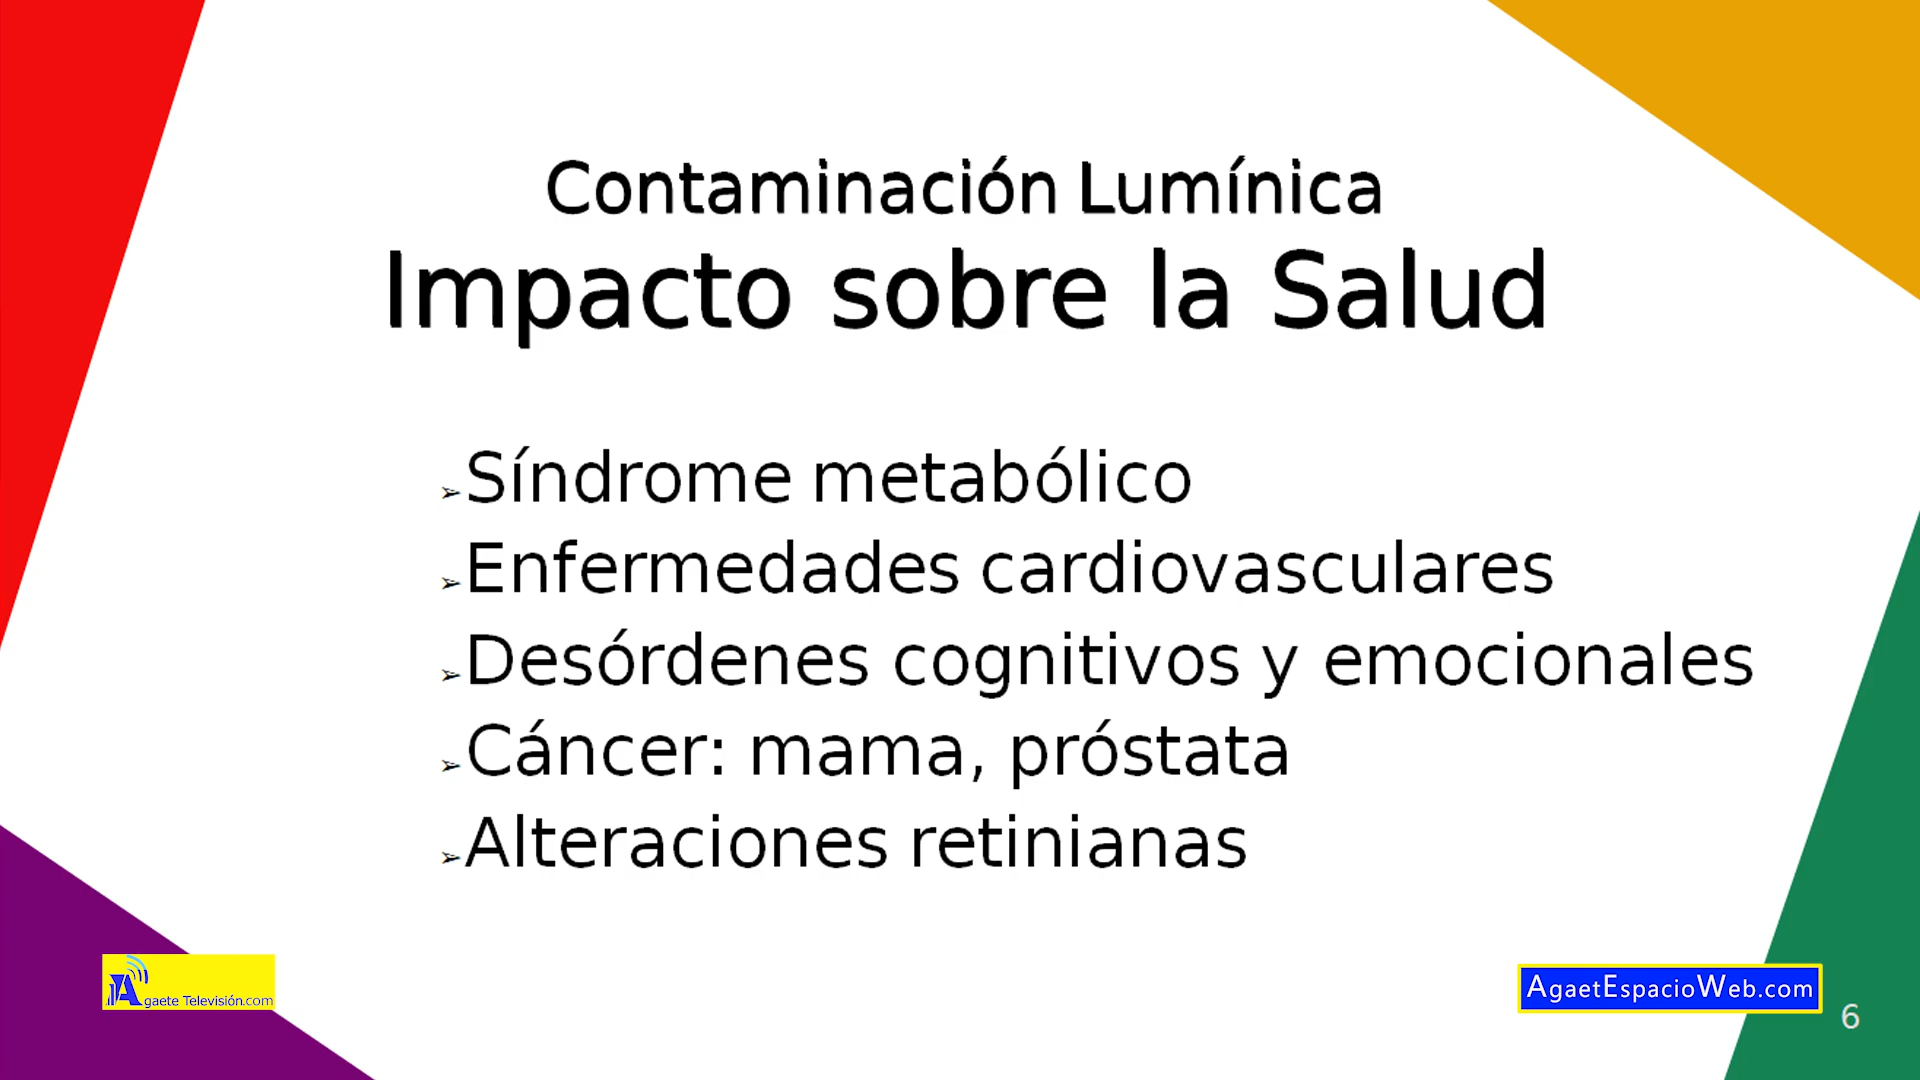 Contaminación Lumínica
Impacto sobre la Salud
➢Síndrome metabólico
➢Enfermedades cardiovasculares
➢Desórdenes cognitivos y emocionales
➢Cáncer: mama, próstata
➢Alteraciones retinianas
Agaete Televisión.com
AgaetEspacioWeb.com
6